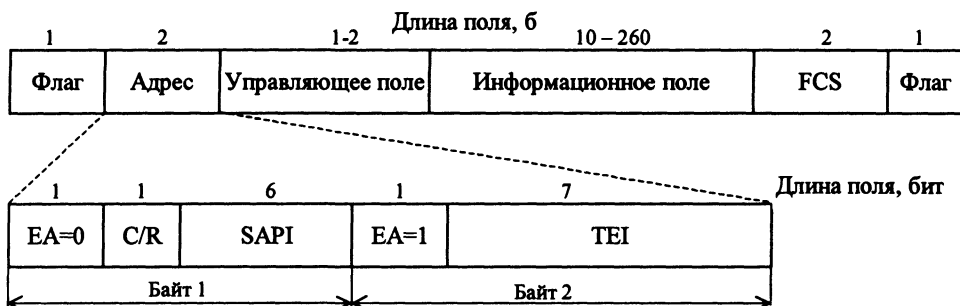 Длина поля, б
1 2 1-2 10 – 260 2 1
Флаг Адрес Управляющее поле Информационное поле FCS Флаг
Длина поля, бит
1 1 6 1 7
EA=0 C/R SAPI EA=1 TEI
Байт 1 Байт 2